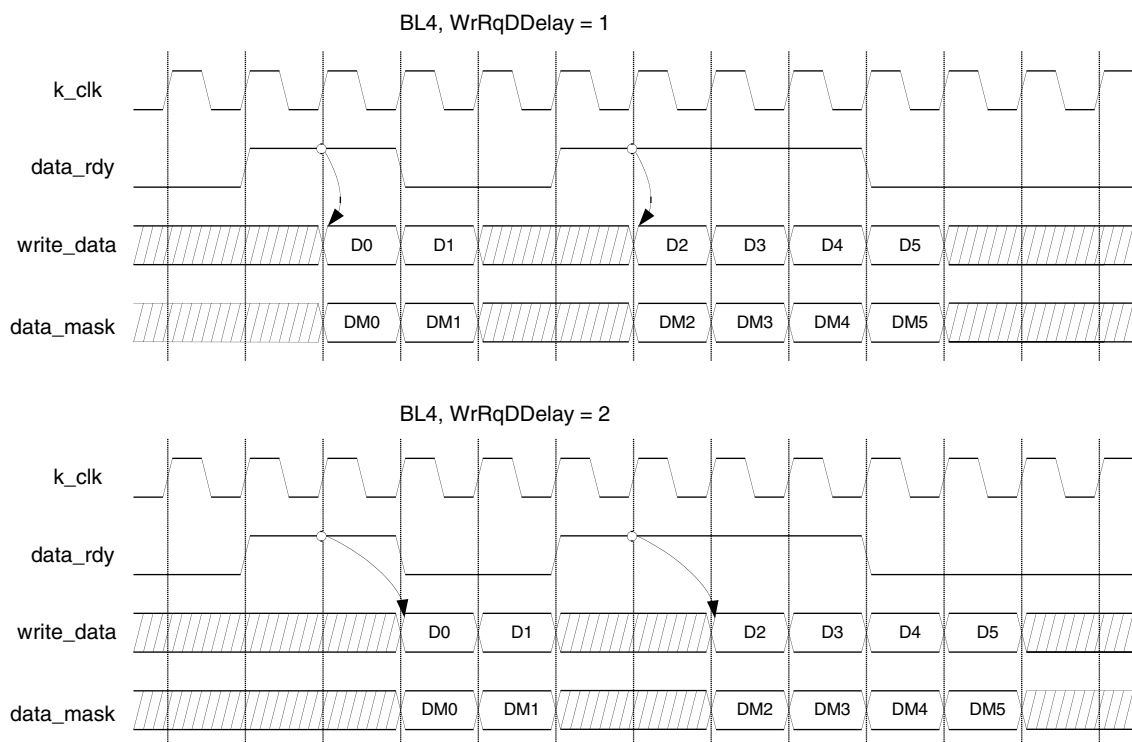 BL4, WrRqDDelay = 1
k_clk
data_rdy
write_data D0 D1 D2 D3 D4 D5
data_mask DM0 DM1 DM2 DM3 DM4 DM5
BL4, WrRqDDelay = 2
k_clk
data_rdy
write_data D0 D1 D2 D3 D4 D5
data_mask DM0 DM1 DM2 DM3 DM4 DM5